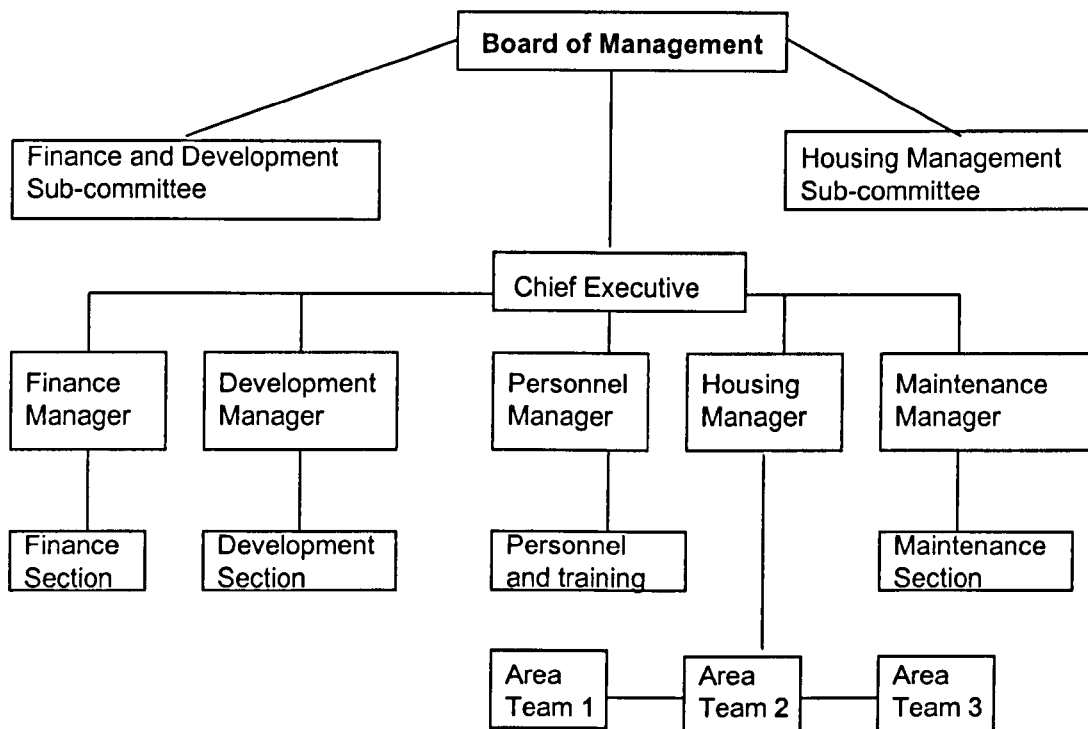 Board of Management
Finance and Development
Sub-committee
Housing Management
Sub-committee
Chief Executive
Finance
Manager
Development
Manager
Personnel
Manager
Housing
Manager
Maintenance
Manager
Finance
Section
Development
Section
Personnel
and training
Maintenance
Section
Area
Team 1
Area
Team 2
Area
Team 3